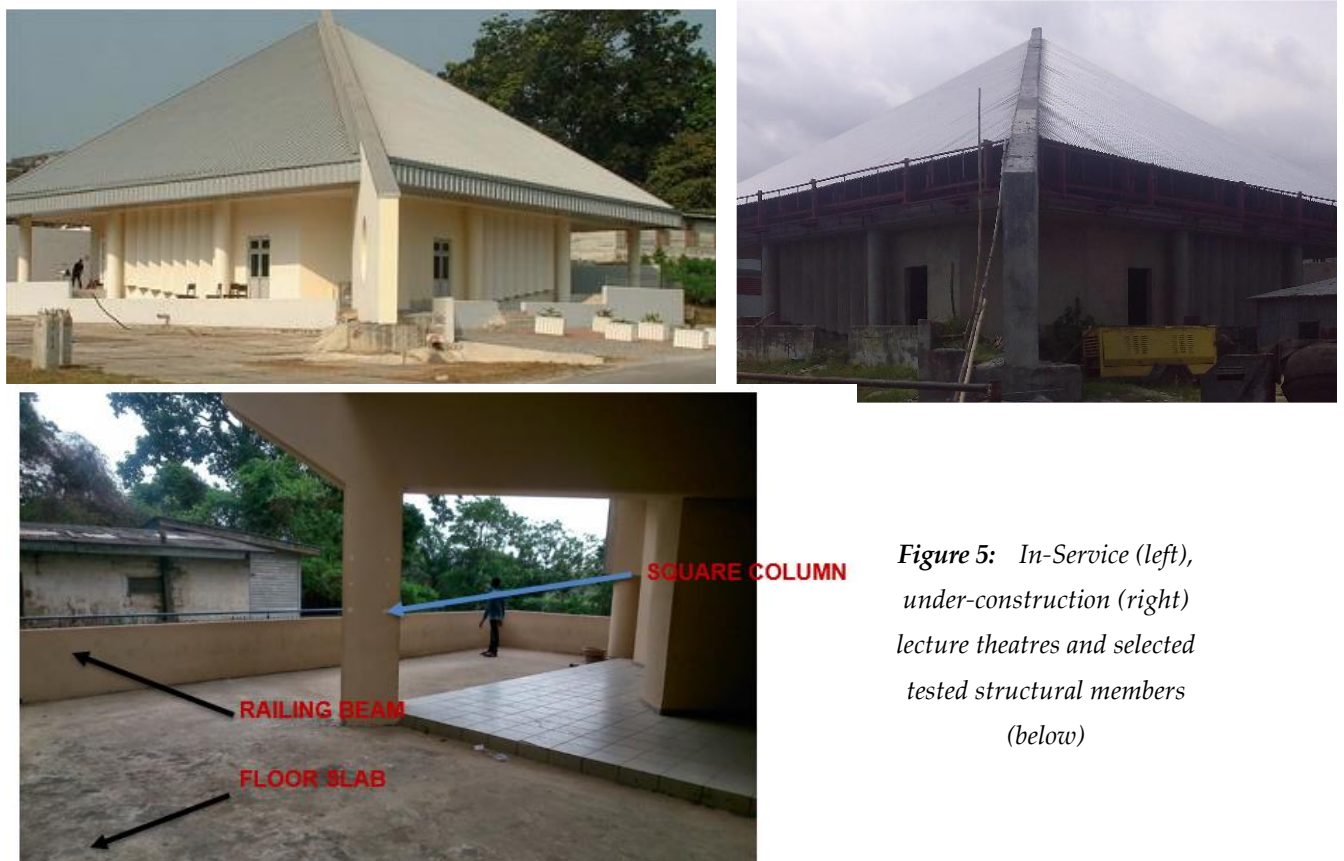 SQUARE COLUMN
RAILING BEAM
FLOOR SLAB
Figure 5: In-Service (left),
under-construction (right)
lecture theatres and selected
tested structural members
(below)